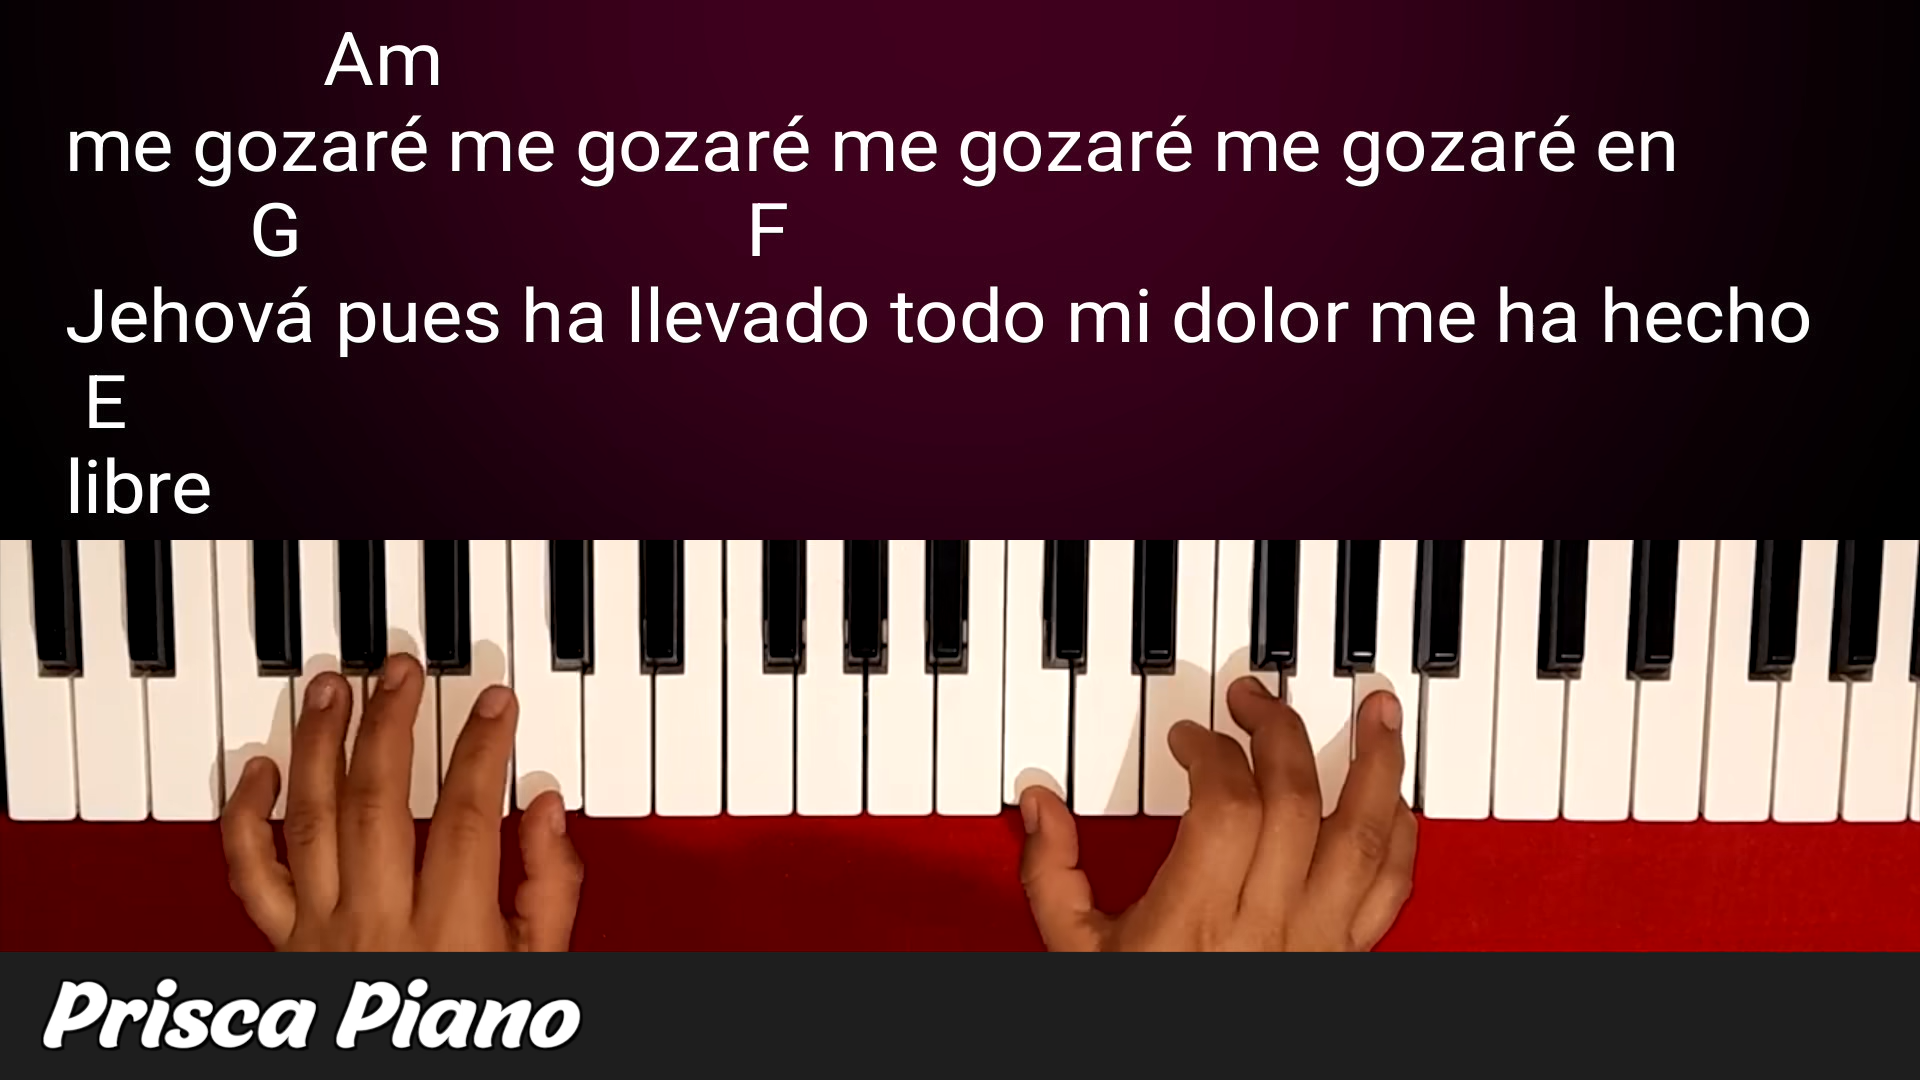 Am
me gozaré me gozaré me gozaré me gozaré en
G F
Jehová pues ha llevado todo mi dolor me ha hecho
E
libre
Prisca Piano